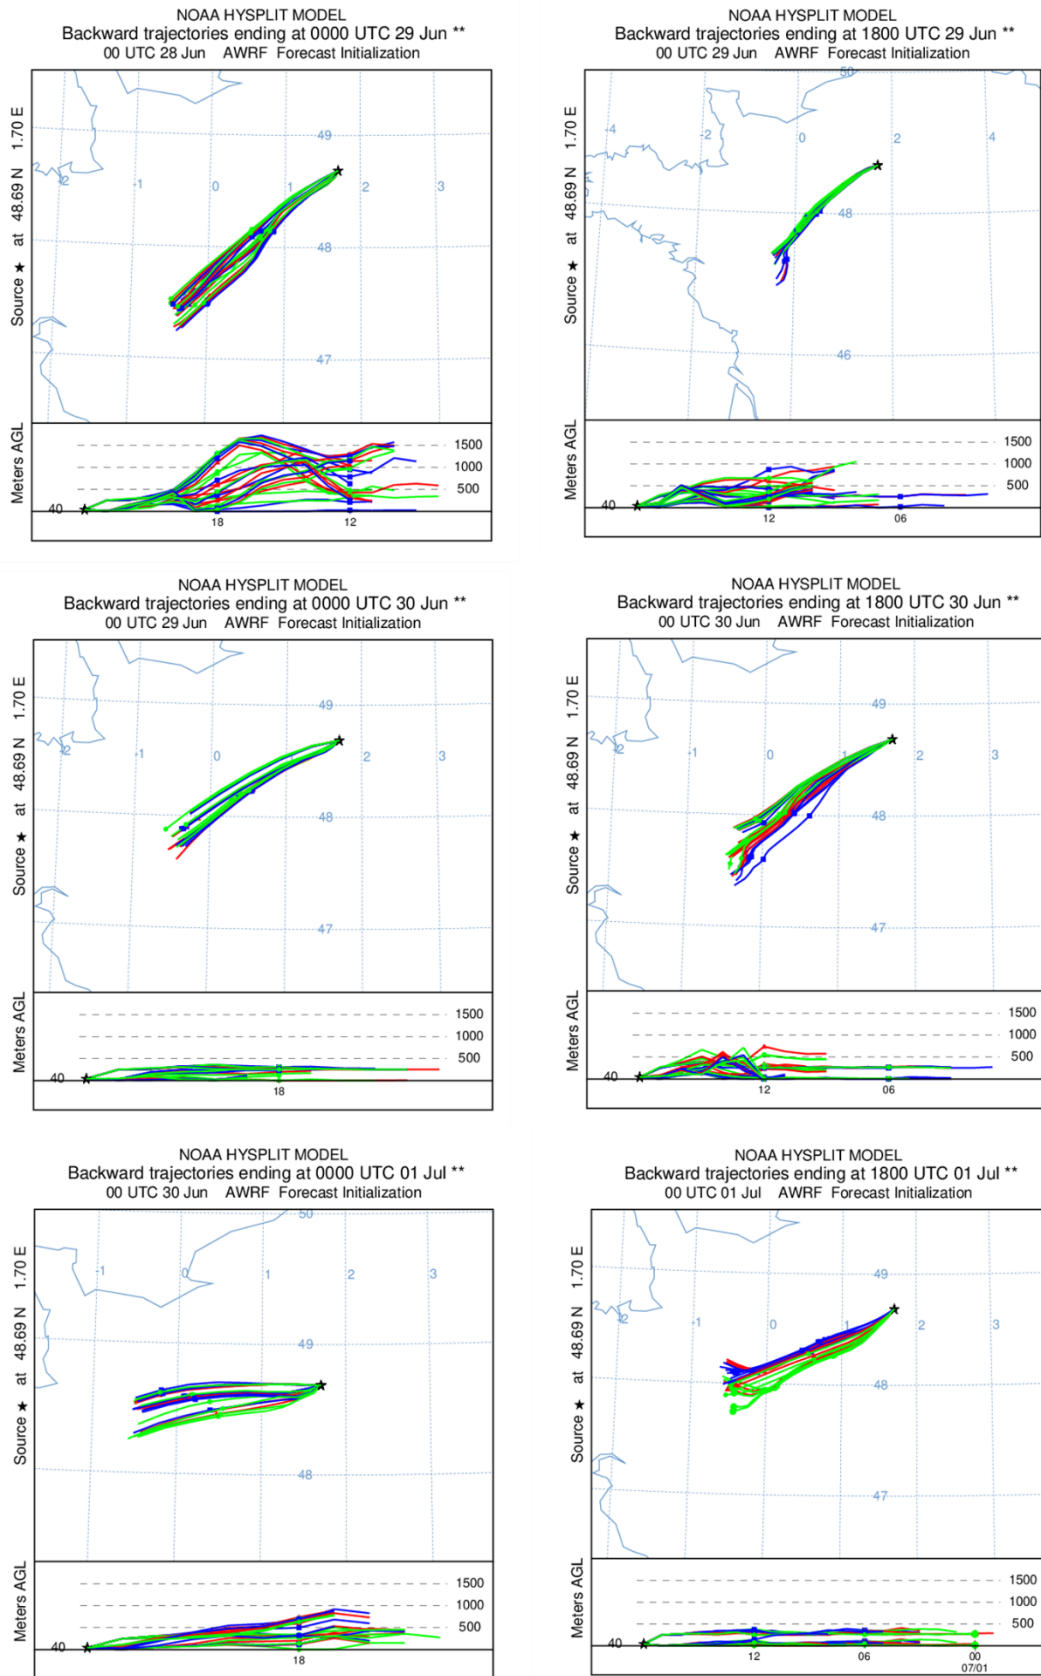 NOAA HYSPLIT MODEL
Backward trajectories ending at 0000 UTC 29 Jun **
00 UTC 28 Jun AWRF Forecast Initialization
Source ★ at 48.69 N 1.70 E
49
-2
-1
0
1
2
3
48
47
Meters AGL
1500
1000
500
40
18
12
NOAA HYSPLIT MODEL
Backward trajectories ending at 1800 UTC 29 Jun **
00 UTC 29 Jun AWRF Forecast Initialization
Source ★ at 48.69 N 1.70 E
50
-4
-2
0
2
4
48
46
Meters AGL
1500
1000
500
40
12
06
NOAA HYSPLIT MODEL
Backward trajectories ending at 0000 UTC 30 Jun **
00 UTC 29 Jun AWRF Forecast Initialization
Source ★ at 48.69 N 1.70 E
49
-2
-1
0
1
2
3
48
47
Meters AGL
1500
1000
500
40
18
NOAA HYSPLIT MODEL
Backward trajectories ending at 1800 UTC 30 Jun **
00 UTC 30 Jun AWRF Forecast Initialization
Source ★ at 48.69 N 1.70 E
49
-2
-1
0
1
2
3
48
47
Meters AGL
1500
1000
500
40
12
06
NOAA HYSPLIT MODEL
Backward trajectories ending at 0000 UTC 01 Jul **
00 UTC 30 Jun AWRF Forecast Initialization
Source ★ at 48.69 N 1.70 E
50
-1
0
1
2
3
49
48
Meters AGL
1500
1000
500
40
18
NOAA HYSPLIT MODEL
Backward trajectories ending at 1800 UTC 01 Jul **
00 UTC 01 Jul AWRF Forecast Initialization
Source ★ at 48.69 N 1.70 E
49
-2
-1
0
1
2
3
48
47
Meters AGL
1500
1000
500
40
12
06
00
07/01